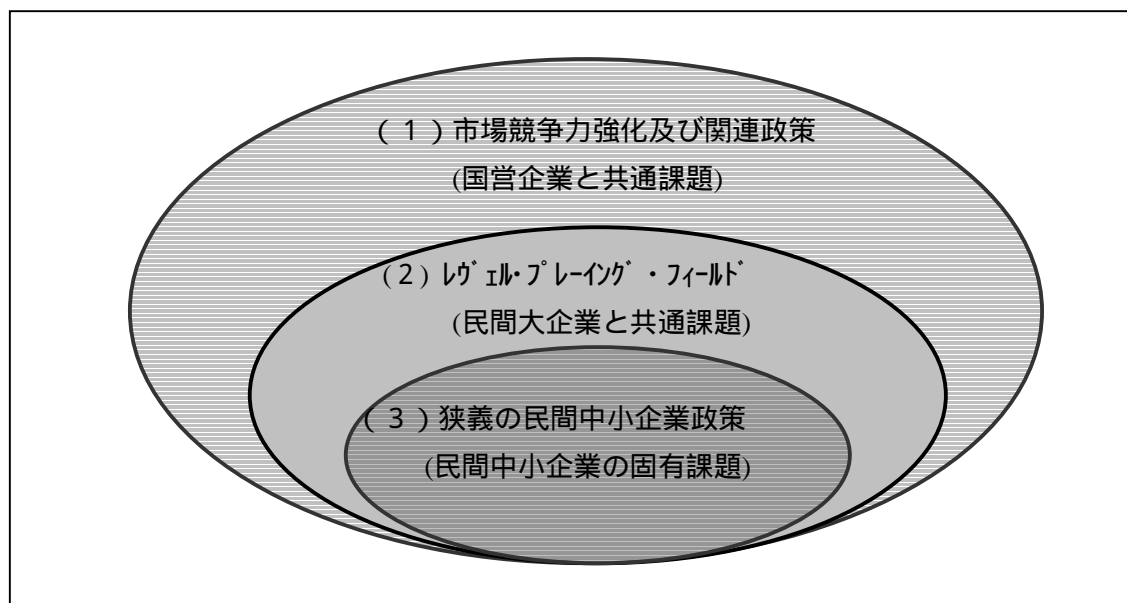 （１）市場競争力強化及び関連政策
(国営企業と共通課題)
(２) ﾚｳﾞｪﾙ・ﾌﾟﾚｰｲﾝｸﾞ・ﾌｨｰﾙﾄﾞ
(民間大企業と共通課題)
（３）狭義の民間中小企業政策
(民間中小企業の固有課題)